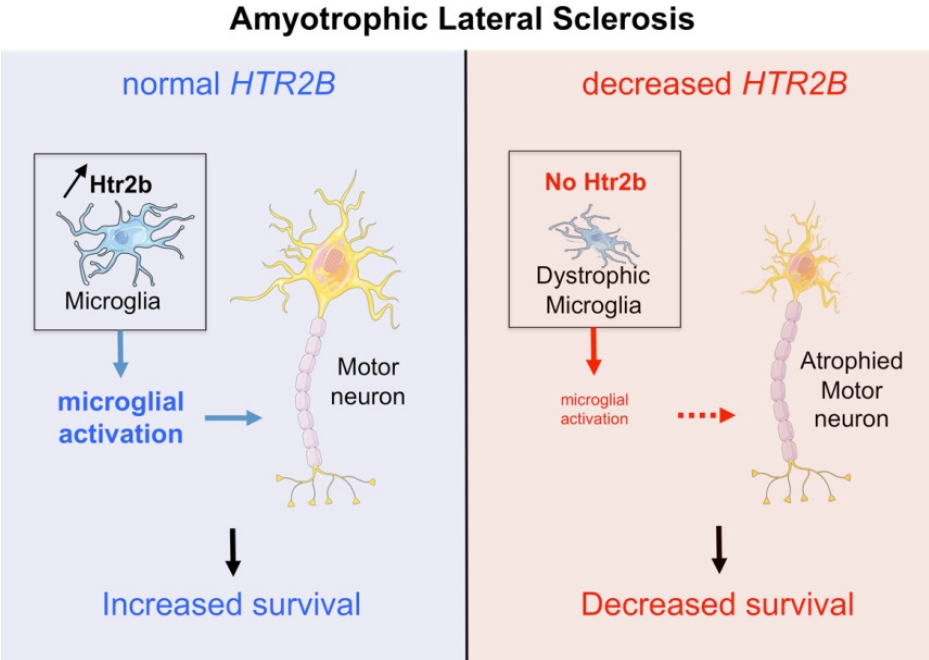 Amyotrophic Lateral Sclerosis
normal HTR2B
Htr2b
Microglia
microglial
activation
Motor
neuron
Increased survival
decreased HTR2B
No Htr2b
Dystrophic
Microglia
microglial
activation
Atrophied
Motor
neuron
Decreased survival